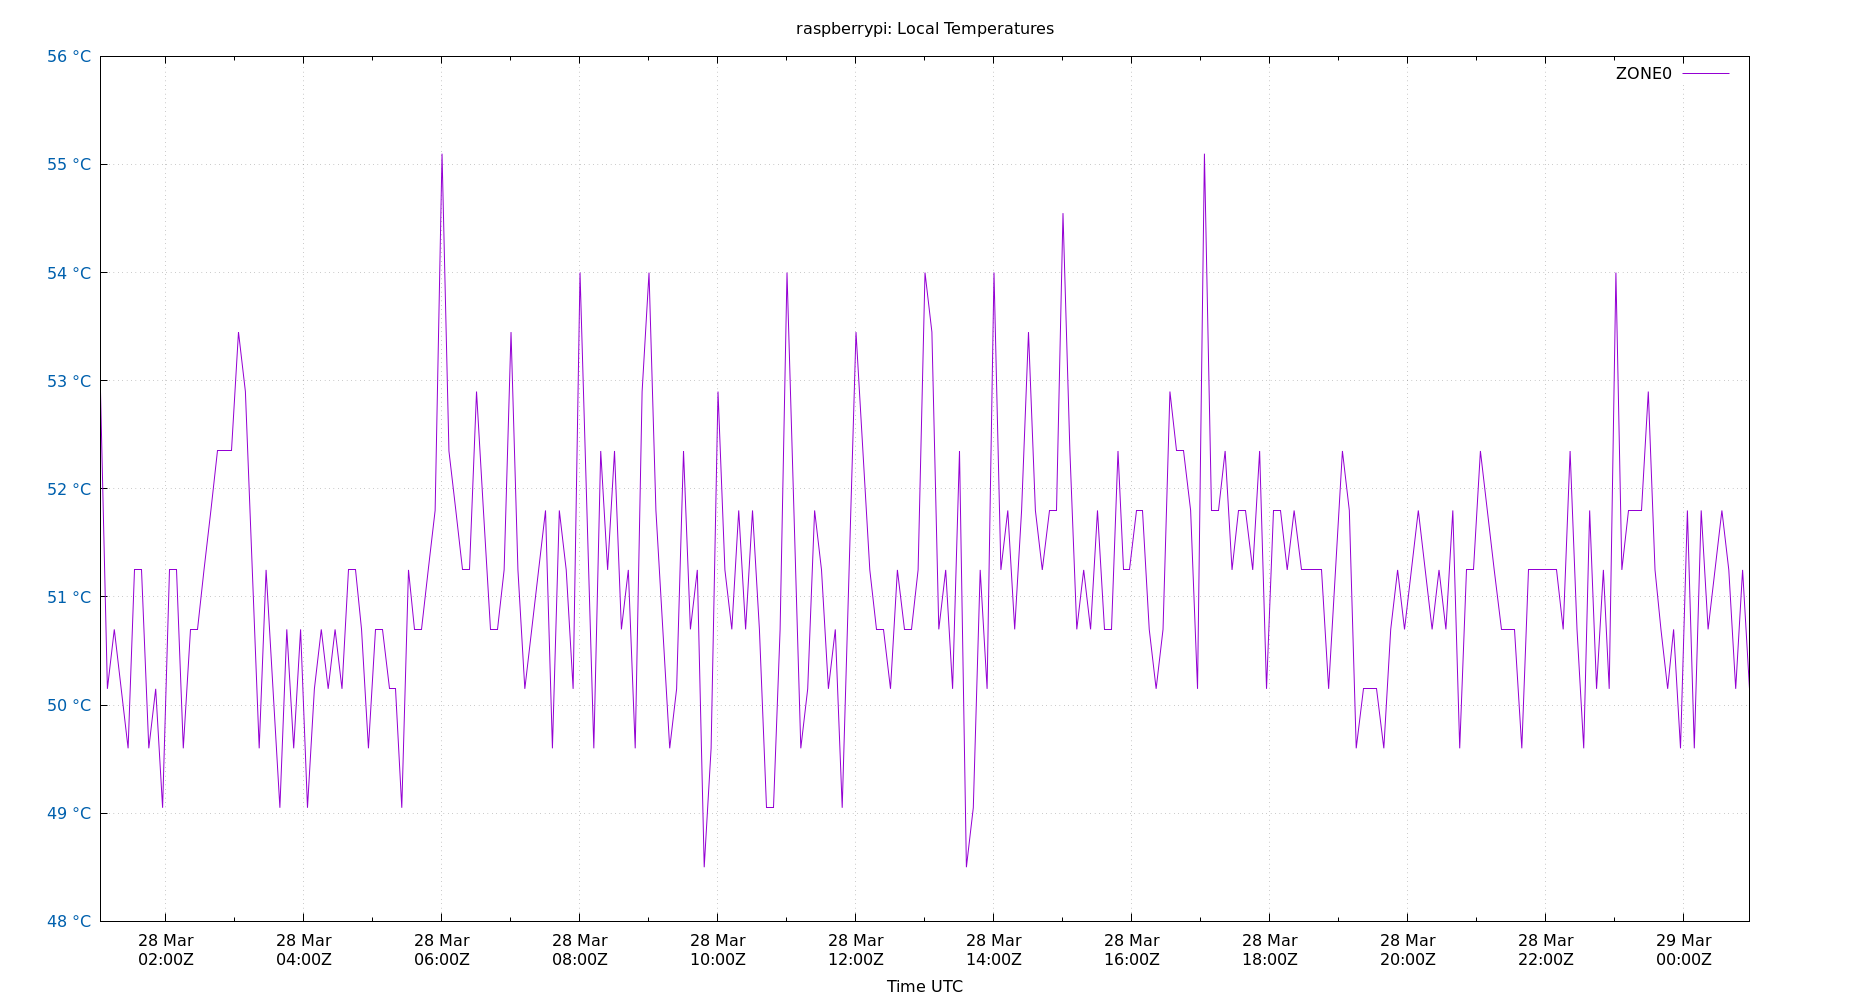 raspberrypi: Local Temperatures
ZONE0
56 °C
55 °C
54 °C
53 °C
52 °C
51 °C
50 °C
49 °C
48 °C
28 Mar 28 Mar 28 Mar 28 Mar 28 Mar 28 Mar 28 Mar 28 Mar 28 Mar 28 Mar 28 Mar 29 Mar
02:00Z 04:00Z 06:00Z 08:00Z 10:00Z 12:00Z 14:00Z 16:00Z 18:00Z 20:00Z 22:00Z 00:00Z
Time UTC